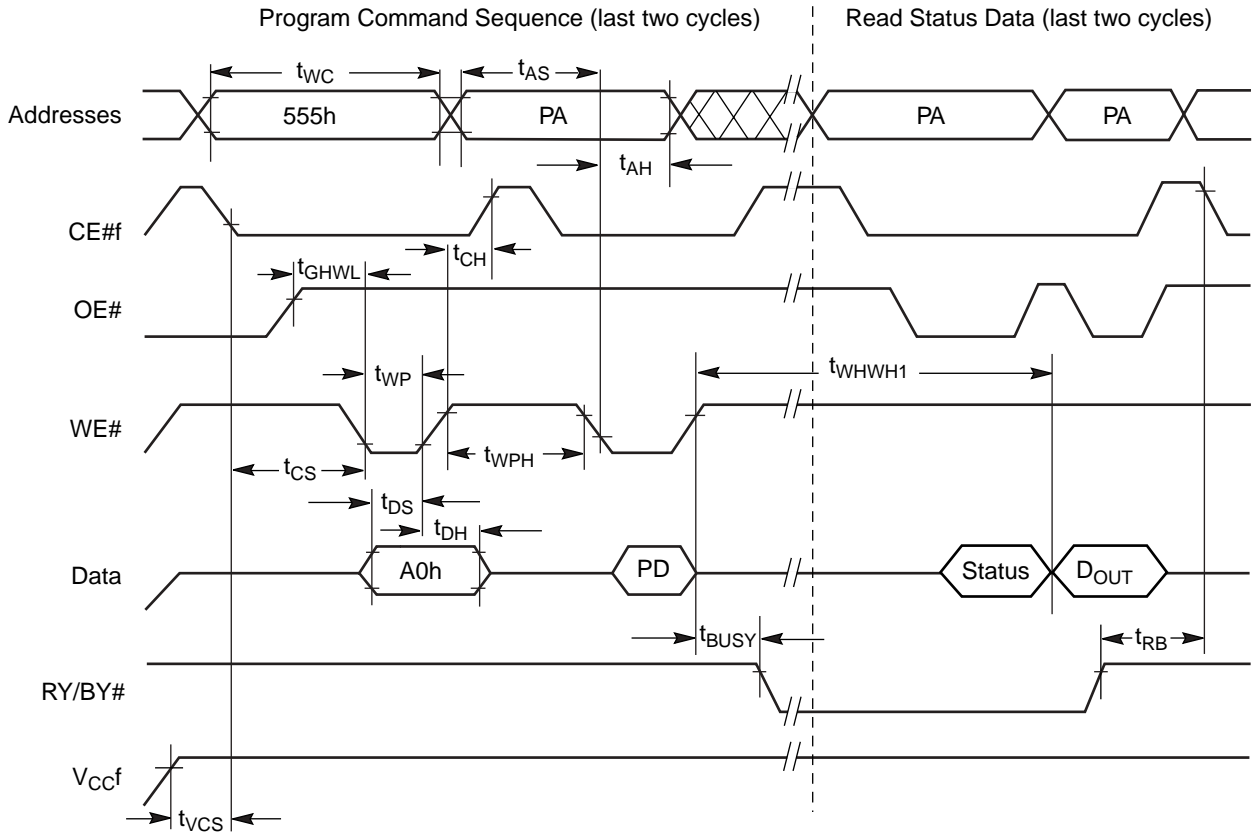 Program Command Sequence (last two cycles)
Read Status Data (last two cycles)
tWC
tAS
Addresses
555h
PA
PA
PA
tAH
CE#f
tCH
tGHWL
OE#
tWP
tWHWH1
WE#
tCS
tWPH
tDS
tDH
Data
A0h
PD
Status
DOUT
tBUSY
tRB
RY/BY#
VCCf
tVCS